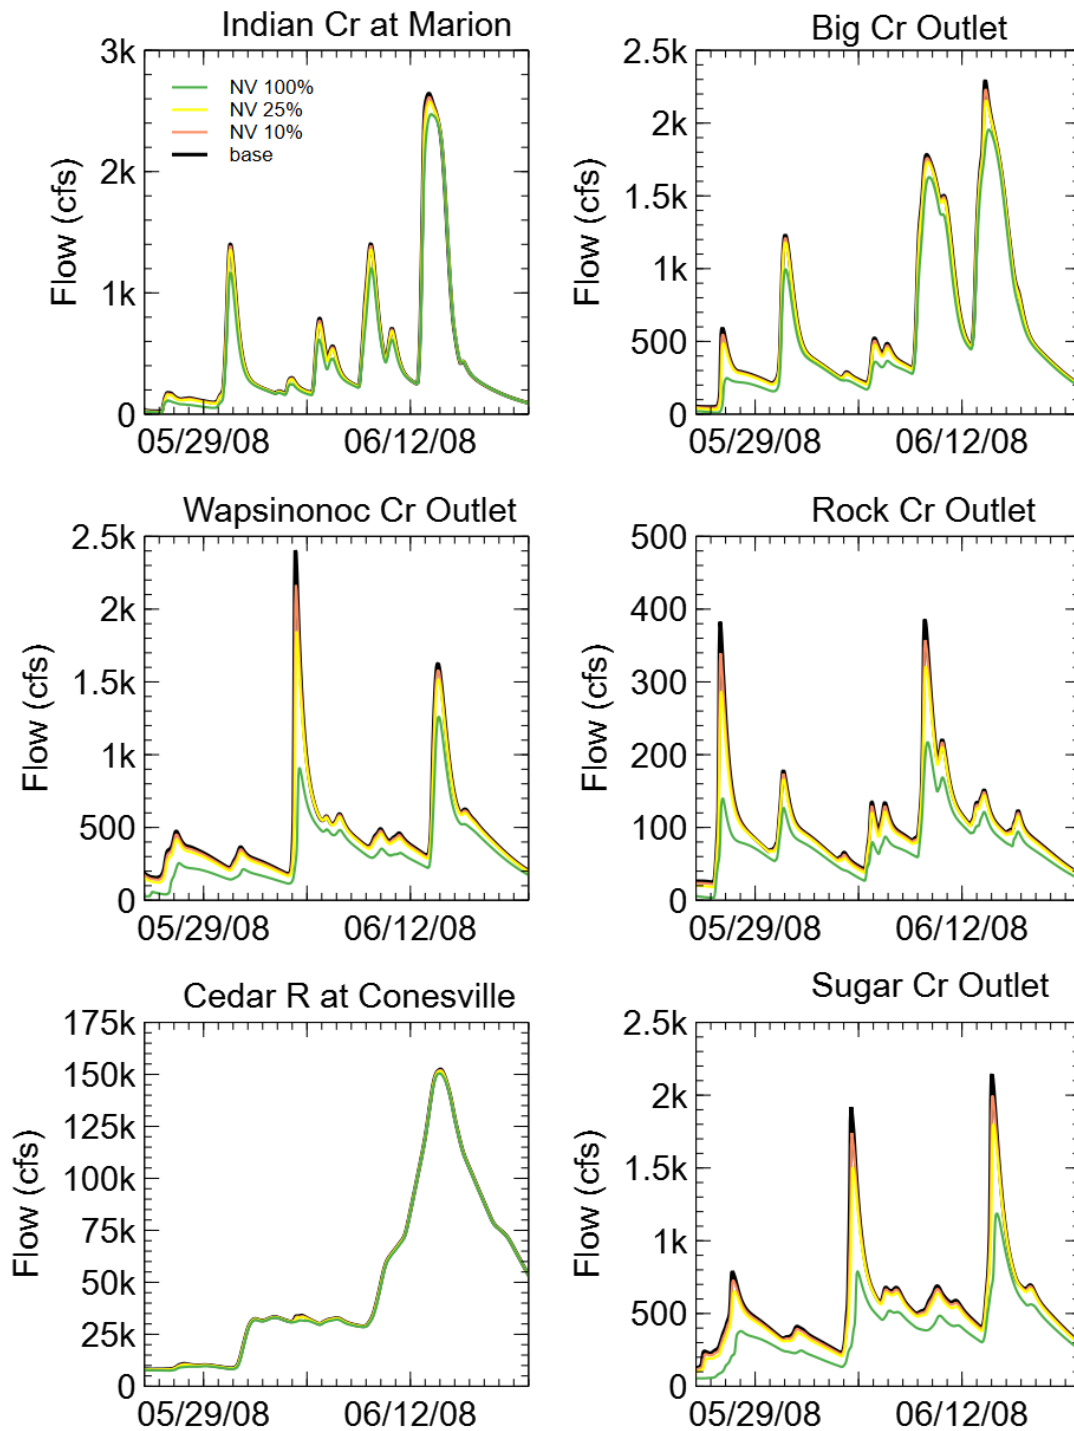 Indian Cr at Marion
3k
2k
1k
0
Flow (cfs)
NV 100%
NV 25%
NV 10%
base
05/29/08 06/12/08
Big Cr Outlet
2.5k
2k
1.5k
1k
500
0
Flow (cfs)
05/29/08 06/12/08
Wapsinonoc Cr Outlet
2.5k
2k
1.5k
1k
500
0
Flow (cfs)
05/29/08 06/12/08
Rock Cr Outlet
500
400
300
200
100
0
Flow (cfs)
05/29/08 06/12/08
Cedar R at Conesville
175k
150k
125k
100k
75k
50k
25k
0
Flow (cfs)
05/29/08 06/12/08
Sugar Cr Outlet
2.5k
2k
1.5k
1k
500
0
Flow (cfs)
05/29/08 06/12/08